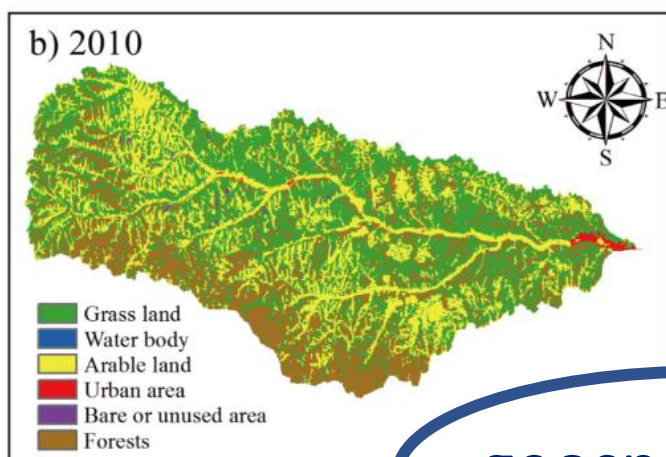 b) 2010
N
W
E
S
Grass land
Water body
Arable land
Urban area
Bare or unused area
Forests